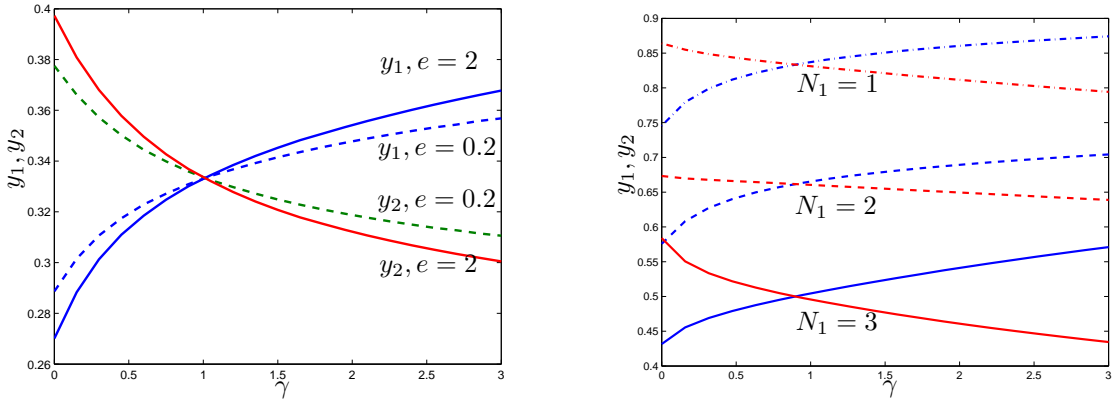 0.4
0.38
0.36
0.34
0.32
0.3
0.28
0.26
y₁, y₂
y₁, e = 2
y₁, e = 0.2
y₂, e = 0.2
y₂, e = 2
0 0.5 1 1.5 2 2.5 3
γ
0.9
0.85
0.8
0.75
0.7
0.65
0.6
0.55
0.5
0.45
0.4
y₁, y₂
N₁ = 1
N₁ = 2
N₁ = 3
0 0.5 1 1.5 2 2.5 3
γ